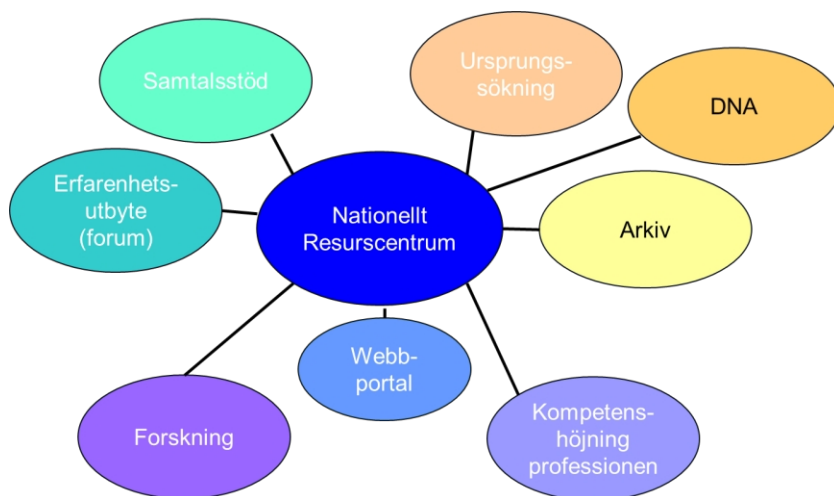 Samtalsstöd
Ursprungs-
sökning
DNA
Erfarenhets-
utbyte
(forum)
Nationellt
Resurscentrum
Arkiv
Webb-
portal
Forskning
Kompetens-
höjning
professionen